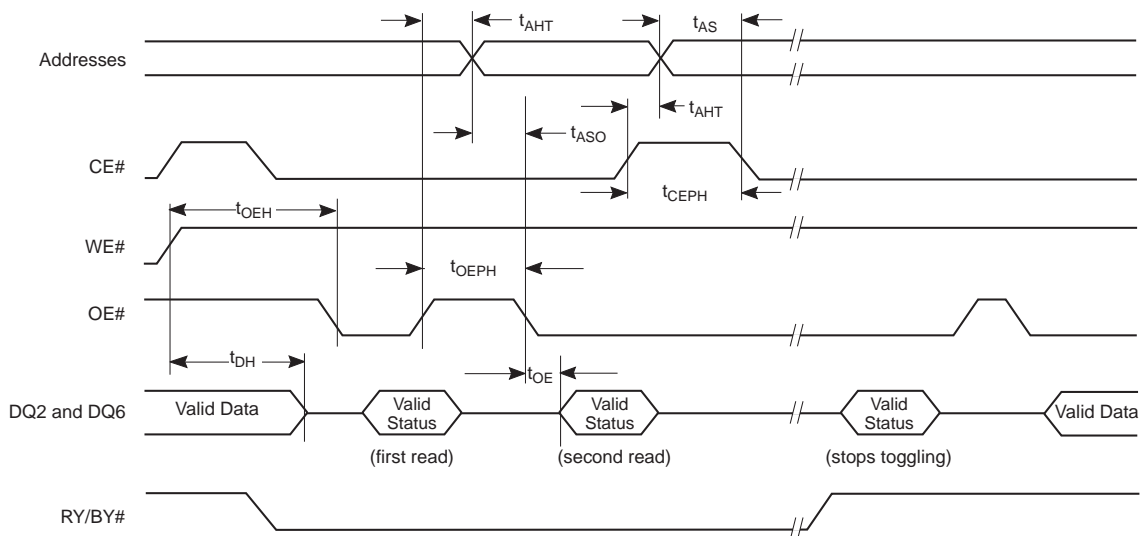 tAHT
tAS
Addresses
tAHT
tASO
CE#
tCEPH
tOEH
WE#
tOEPH
OE#
tDH
tOE
DQ2 and DQ6
Valid Data
Valid
Status
Valid
Status
Valid
Status
Valid Data
(first read)
(second read)
(stops toggling)
RY/BY#